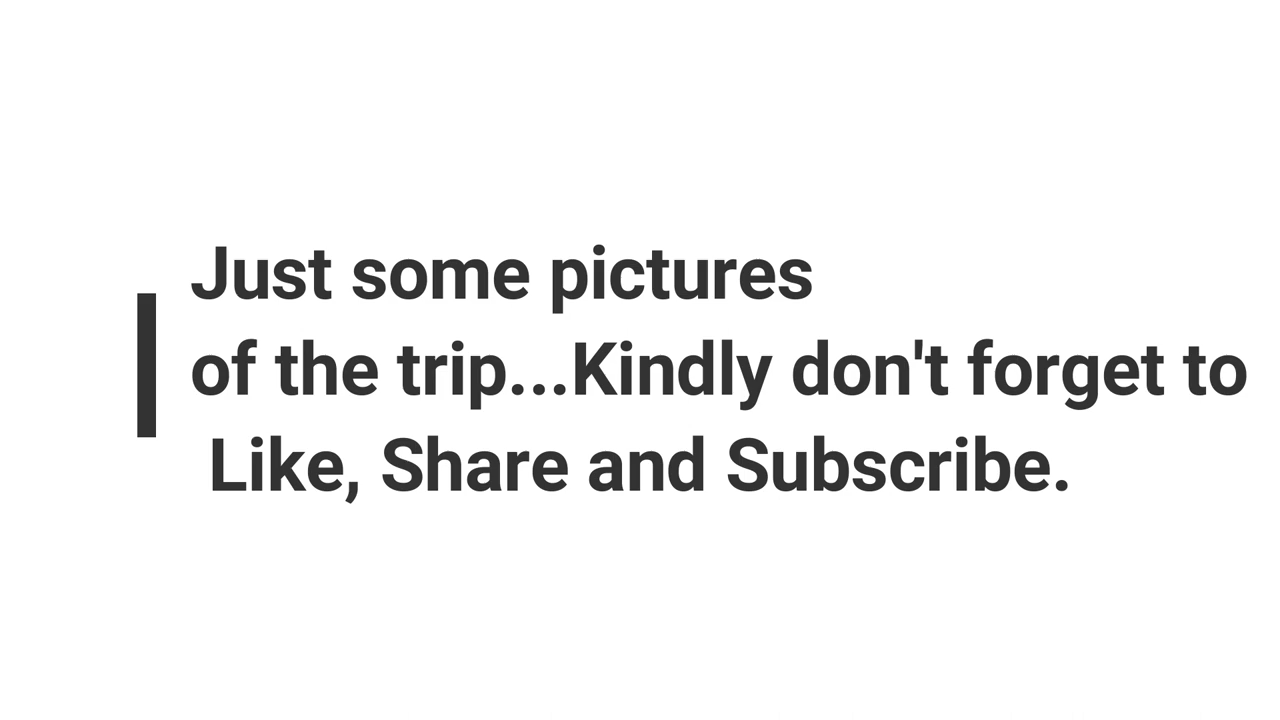 Just some pictures
of the trip...Kindly don't forget to
Like, Share and Subscribe.